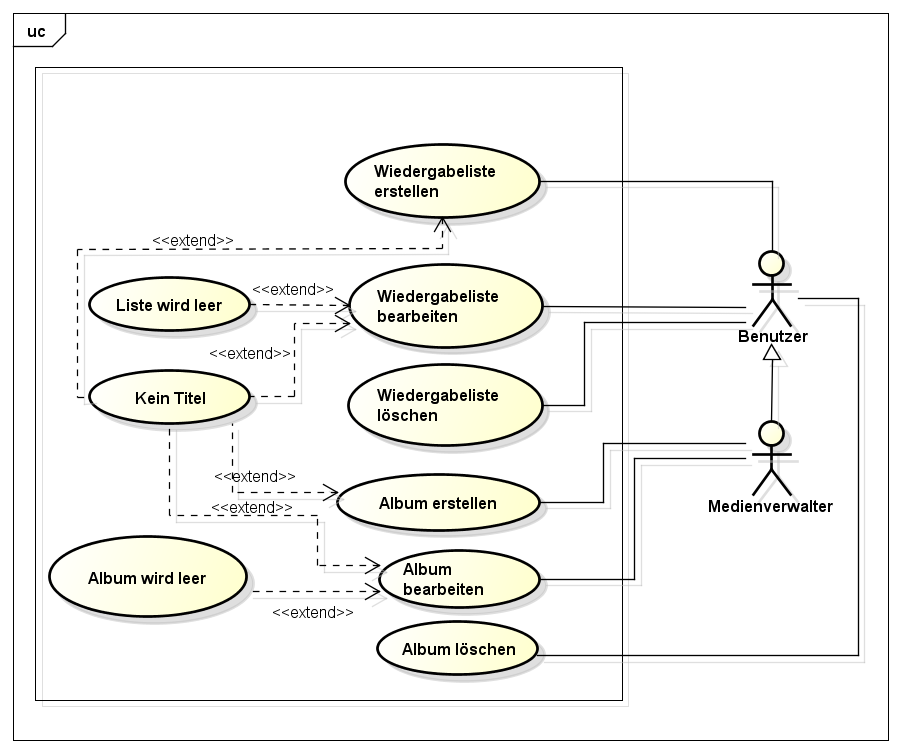 uc
Wiedergabeliste
erstellen
<<extend>>
Liste wird leer
<<extend>>
Wiedergabeliste
bearbeiten
Benutzer
<<extend>>
Kein Titel
Wiedergabeliste
löschen
<<extend>>
Album erstellen
<<extend>>
Medienverwalter
Album wird leer
Album
bearbeiten
<<extend>>
Album löschen